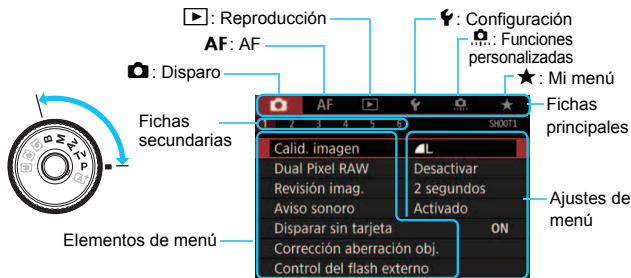 : Reproducción
AF: AF
: Disparo
: Configuración
: Funciones
personalizadas
★: Mi menú
Fichas
principales
Fichas
secundarias
AF
★
1 2 3 4 5 6 SHOOT1
Calid. imagen L
Dual Pixel RAW Desactivar
Revisión imag. 2 segundos
Aviso sonoro Activado
Disparar sin tarjeta ON
Corrección aberración obj.
Control del flash externo
Elementos de menú
Ajustes de
menú
B M Av Tv P A+